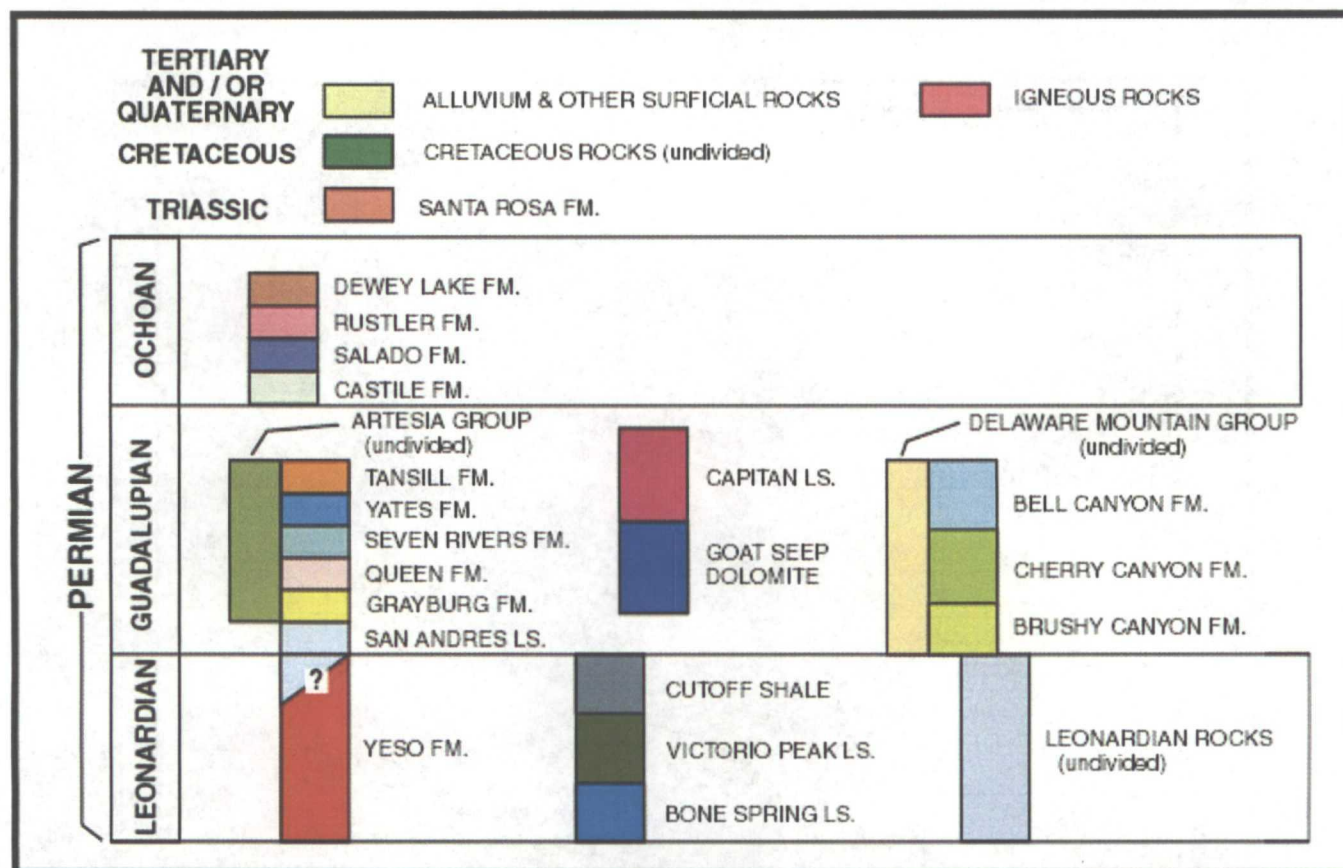 TERTIARY
AND / OR
QUATERNARY
ALLUVIUM & OTHER SURFICIAL ROCKS
IGNEOUS ROCKS
CRETACEOUS
CRETACEOUS ROCKS (undivided)
TRIASSIC
SANTA ROSA FM.
PERMIAN
OCHOAN
DEWEY LAKE FM.
RUSTLER FM.
SALADO FM.
CASTILE FM.
GUADALUPIAN
ARTESIA GROUP
(undivided)
TANSILL FM.
YATES FM.
SEVEN RIVERS FM.
QUEEN FM.
GRAYBURG FM.
SAN ANDRES LS.
CAPITAN LS.
GOAT SEEP
DOLOMITE
DELAWARE MOUNTAIN GROUP
(undivided)
BELL CANYON FM.
CHERRY CANYON FM.
BRUSHY CANYON FM.
LEONARDIAN
?
YESO FM.
CUTOFF SHALE
VICTORIO PEAK LS.
BONE SPRING LS.
LEONARDIAN ROCKS
(undivided)